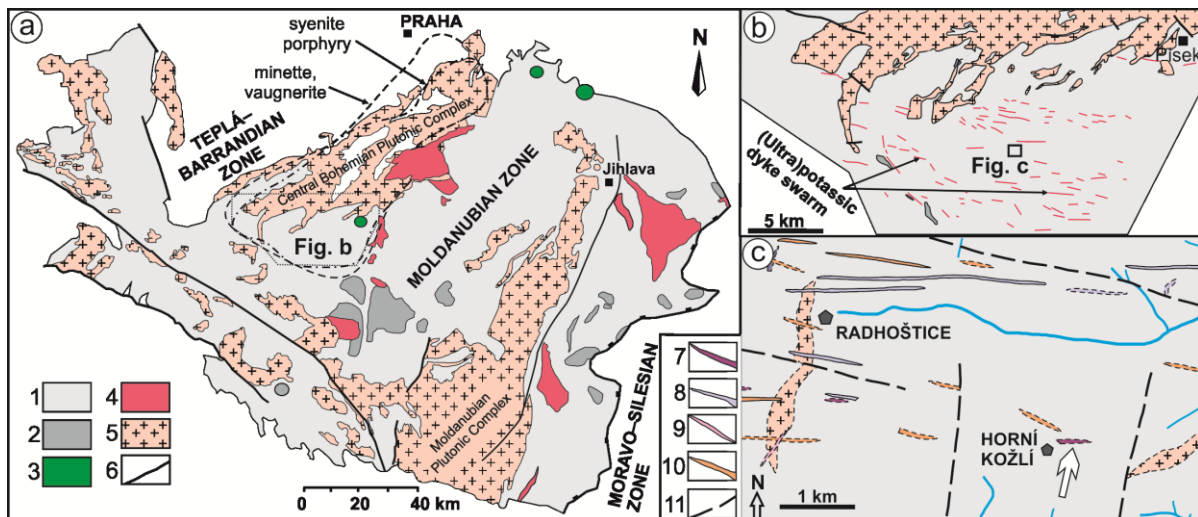 a
PRAHA
syenite
porphyry
minette,
vaugnerite
N
TEPLÁ–
BARRANDIAN
ZONE
Central Bohemian Plutonic Complex
MOLDANUBIAN ZONE
Jihlava
Fig. b
Moldanubian
Plutonic Complex
MORAVO–SILESIAN
ZONE
1
2
3
4
5
6
0 20 40 km
7
8
9
10
11
b
Písek
(Ultra)potassic
dyke swarm
Fig. c
5 km
c
RADHOŠTICE
HORNÍ
KOŽLÍ
N
1 km